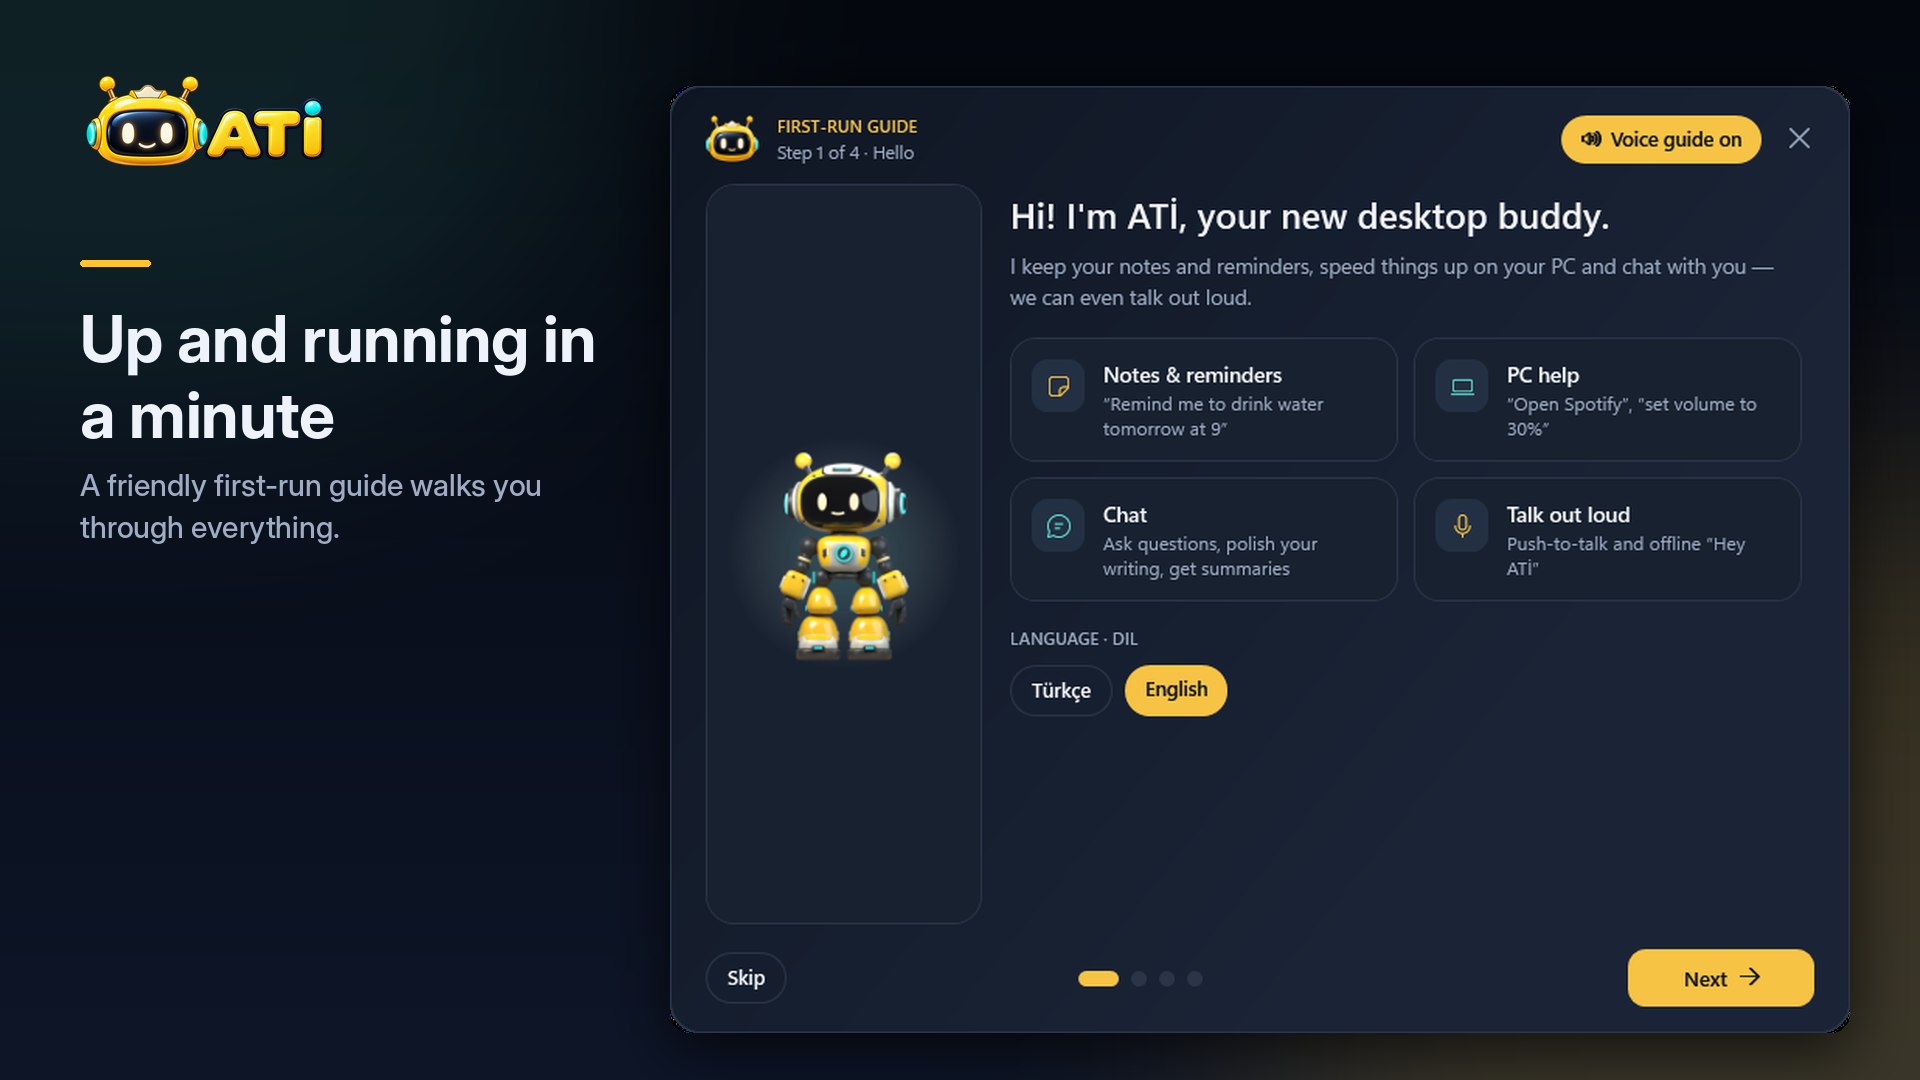 ATi
Up and running in
a minute
A friendly first-run guide walks you
through everything.
FIRST-RUN GUIDE
Step 1 of 4 · Hello
Voice guide on
Hi! I'm ATİ, your new desktop buddy.
I keep your notes and reminders, speed things up on your PC and chat with you —
we can even talk out loud.
Notes & reminders
"Remind me to drink water
tomorrow at 9"
PC help
"Open Spotify", "set volume to
30%"
Chat
Ask questions, polish your
writing, get summaries
Talk out loud
Push-to-talk and offline "Hey
ATİ"
LANGUAGE · DIL
Türkçe
English
Skip
Next